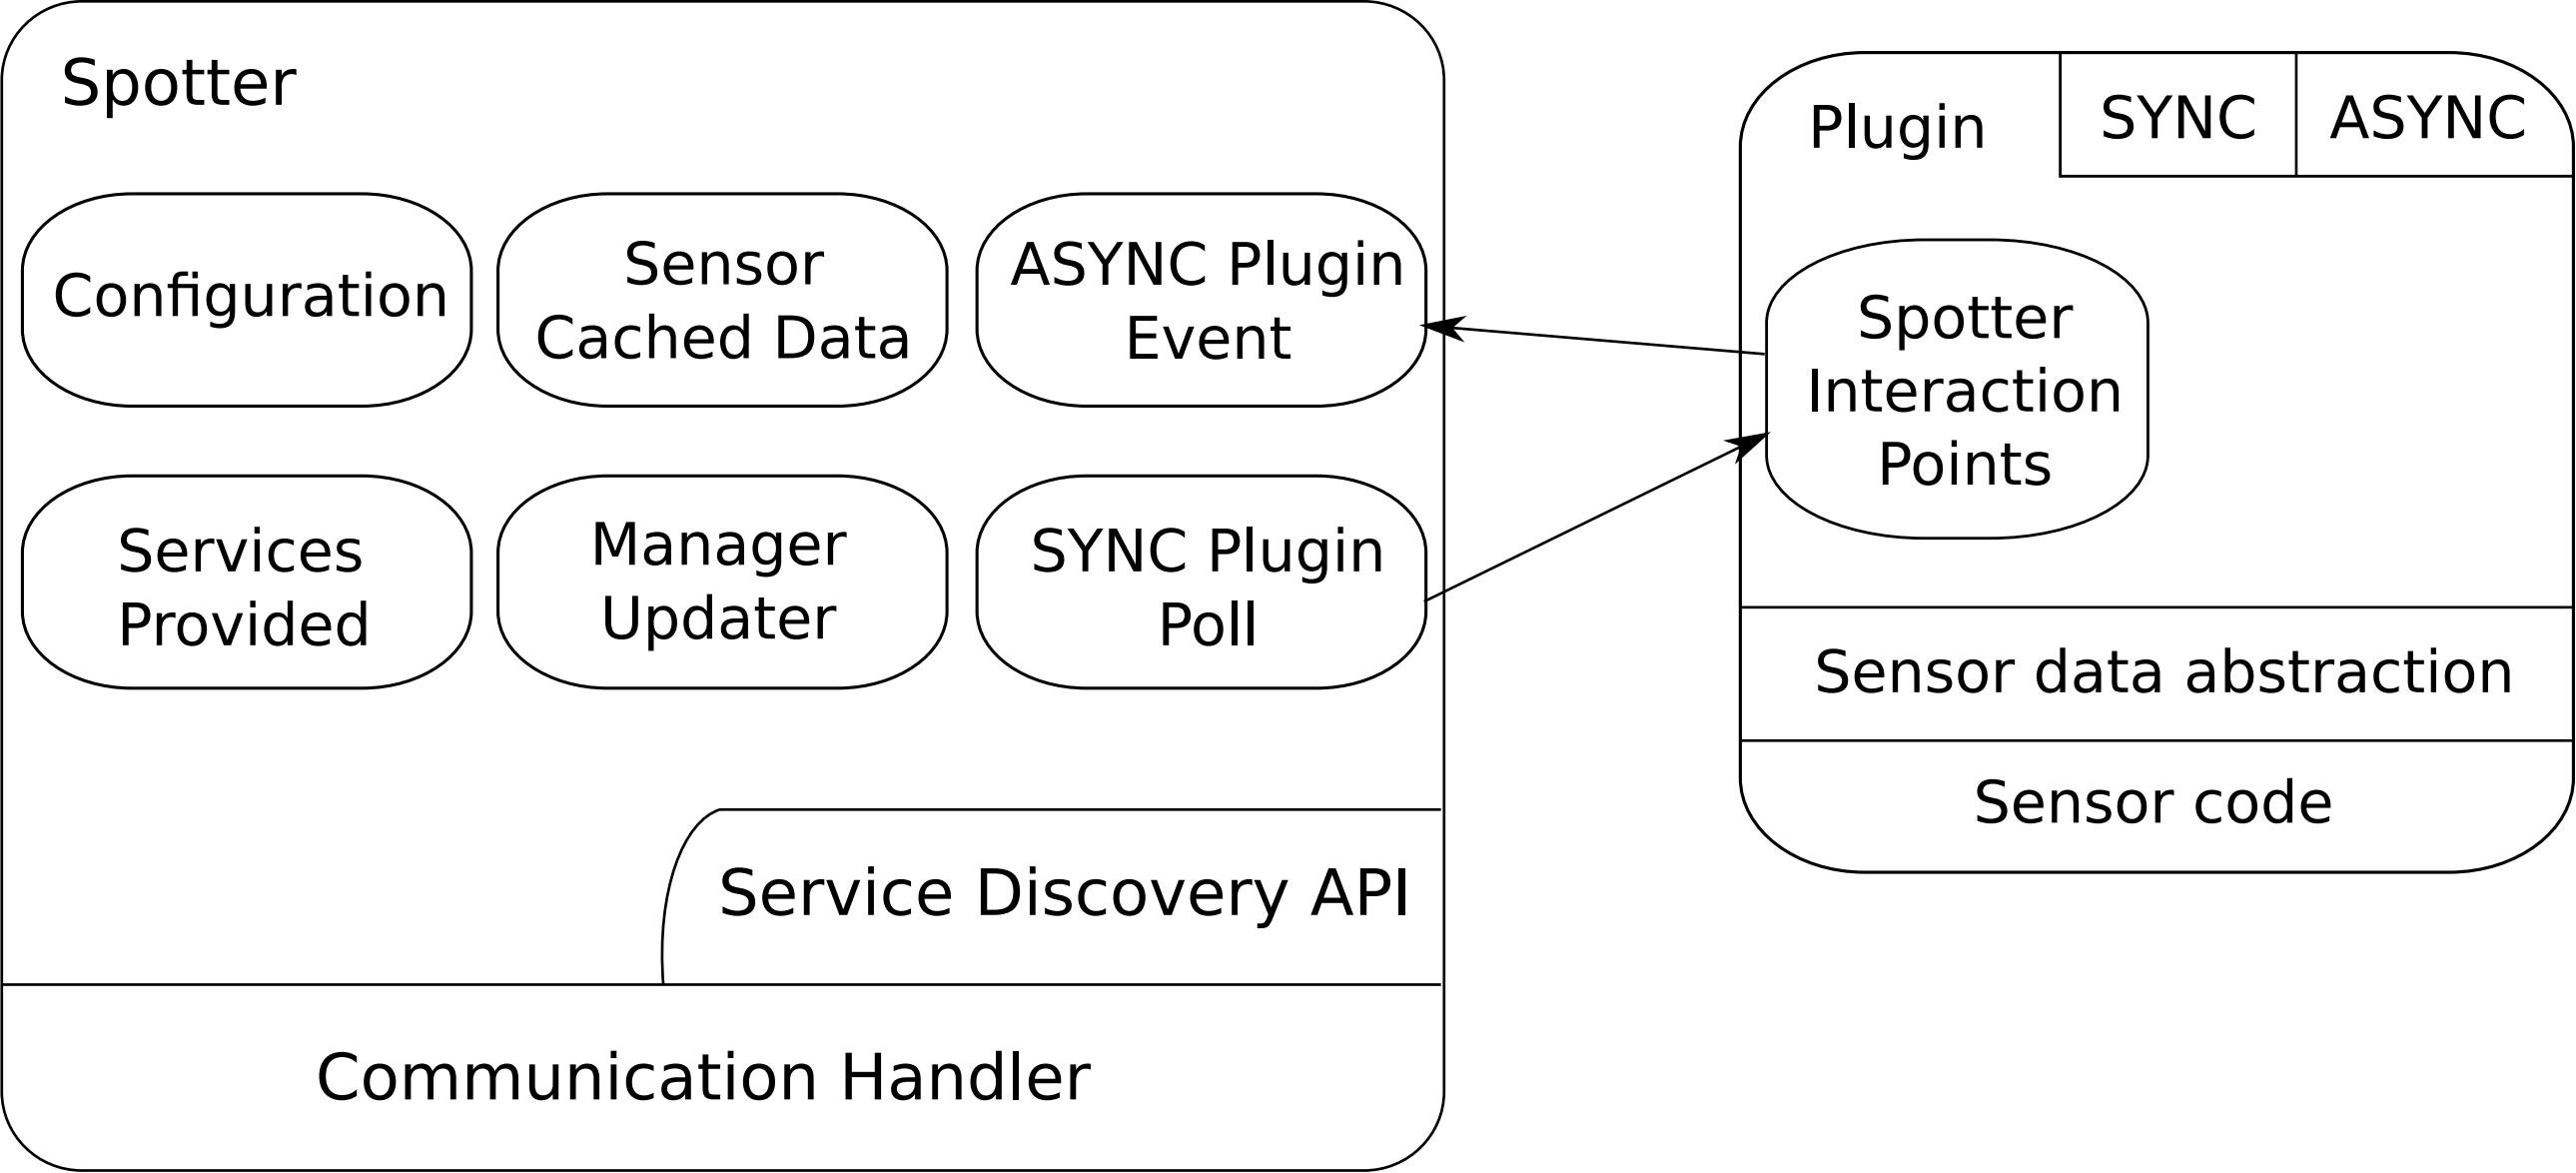 Spotter
Configuration
Sensor
Cached Data
ASYNC Plugin
Event
Services
Provided
Manager
Updater
SYNC Plugin
Poll
Service Discovery API
Communication Handler
Plugin
SYNC
ASYNC
Spotter
Interaction
Points
Sensor data abstraction
Sensor code